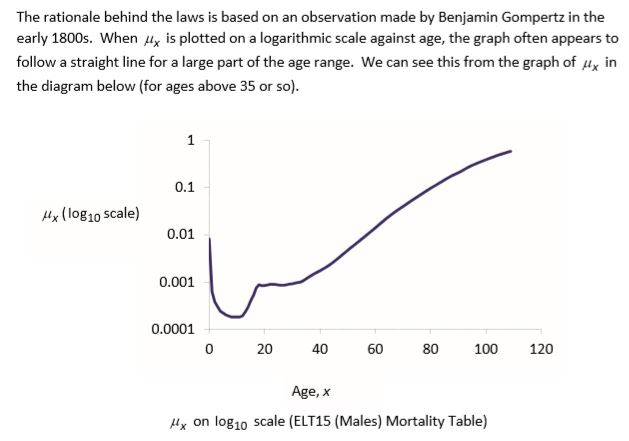 The rationale behind the laws is based on an observation made by Benjamin Gompertz in the
early 1800s. When μₓ is plotted on a logarithmic scale against age, the graph often appears to
follow a straight line for a large part of the age range. We can see this from the graph of μₓ in
the diagram below (for ages above 35 or so).
1
0.1
μₓ (log₁₀ scale)
0.01
0.001
0.0001
0 20 40 60 80 100 120
Age, x
μₓ on log₁₀ scale (ELT15 (Males) Mortality Table)